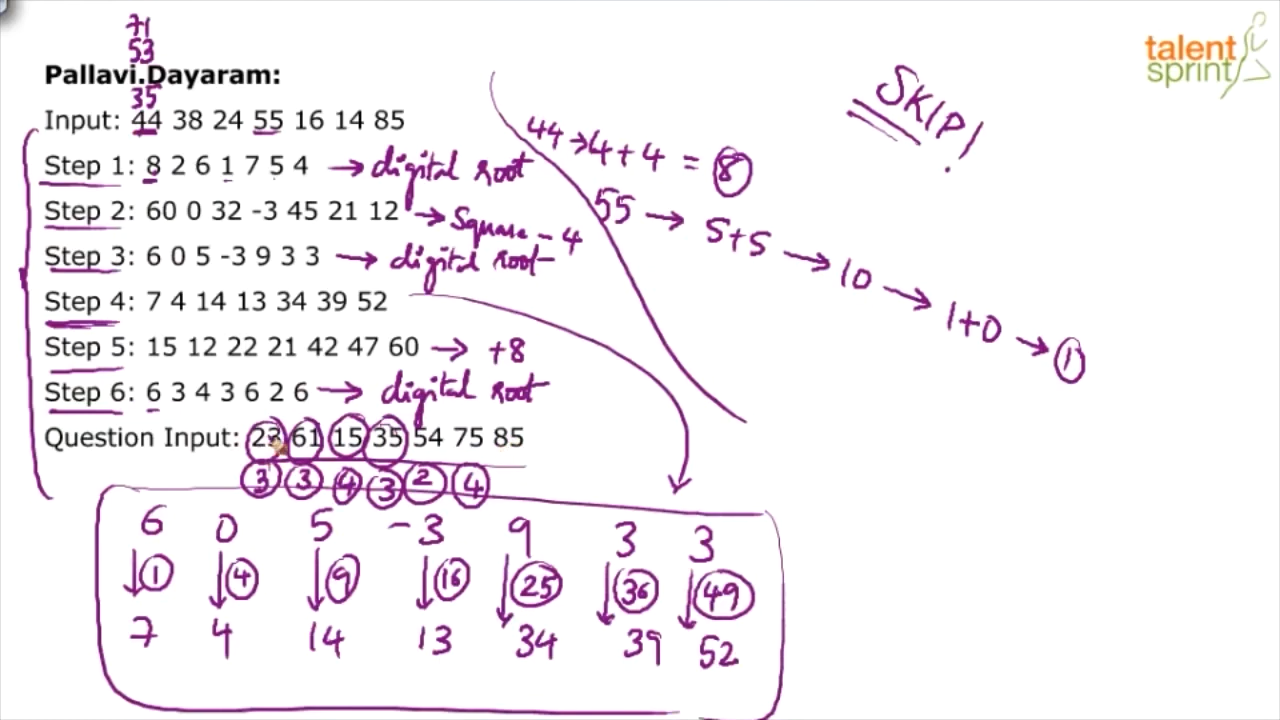 71
53
Pallavi.Dayaram:
35
Input: 44 38 24 55 16 14 85
Step 1: 8 2 6 1 7 5 4 → digital root
Step 2: 60 0 32 -3 45 21 12 → Square - 4
Step 3: 6 0 5 -3 9 3 3 → digital root
Step 4: 7 4 14 13 34 39 52
Step 5: 15 12 22 21 42 47 60 → +8
Step 6: 6 3 4 3 6 2 6 → digital root
Question Input: 23 61 15 35 54 75 85
3 3 4 3 2 4
6 0 5 -3 9 3 3
↓1 ↓4 ↓9 ↓16 ↓25 ↓36 ↓49
7 4 14 13 34 39 52
44→4+4 = 8
55 → 5+5 → 10 → 1+0 → 1
SKIP!
talent
sprint